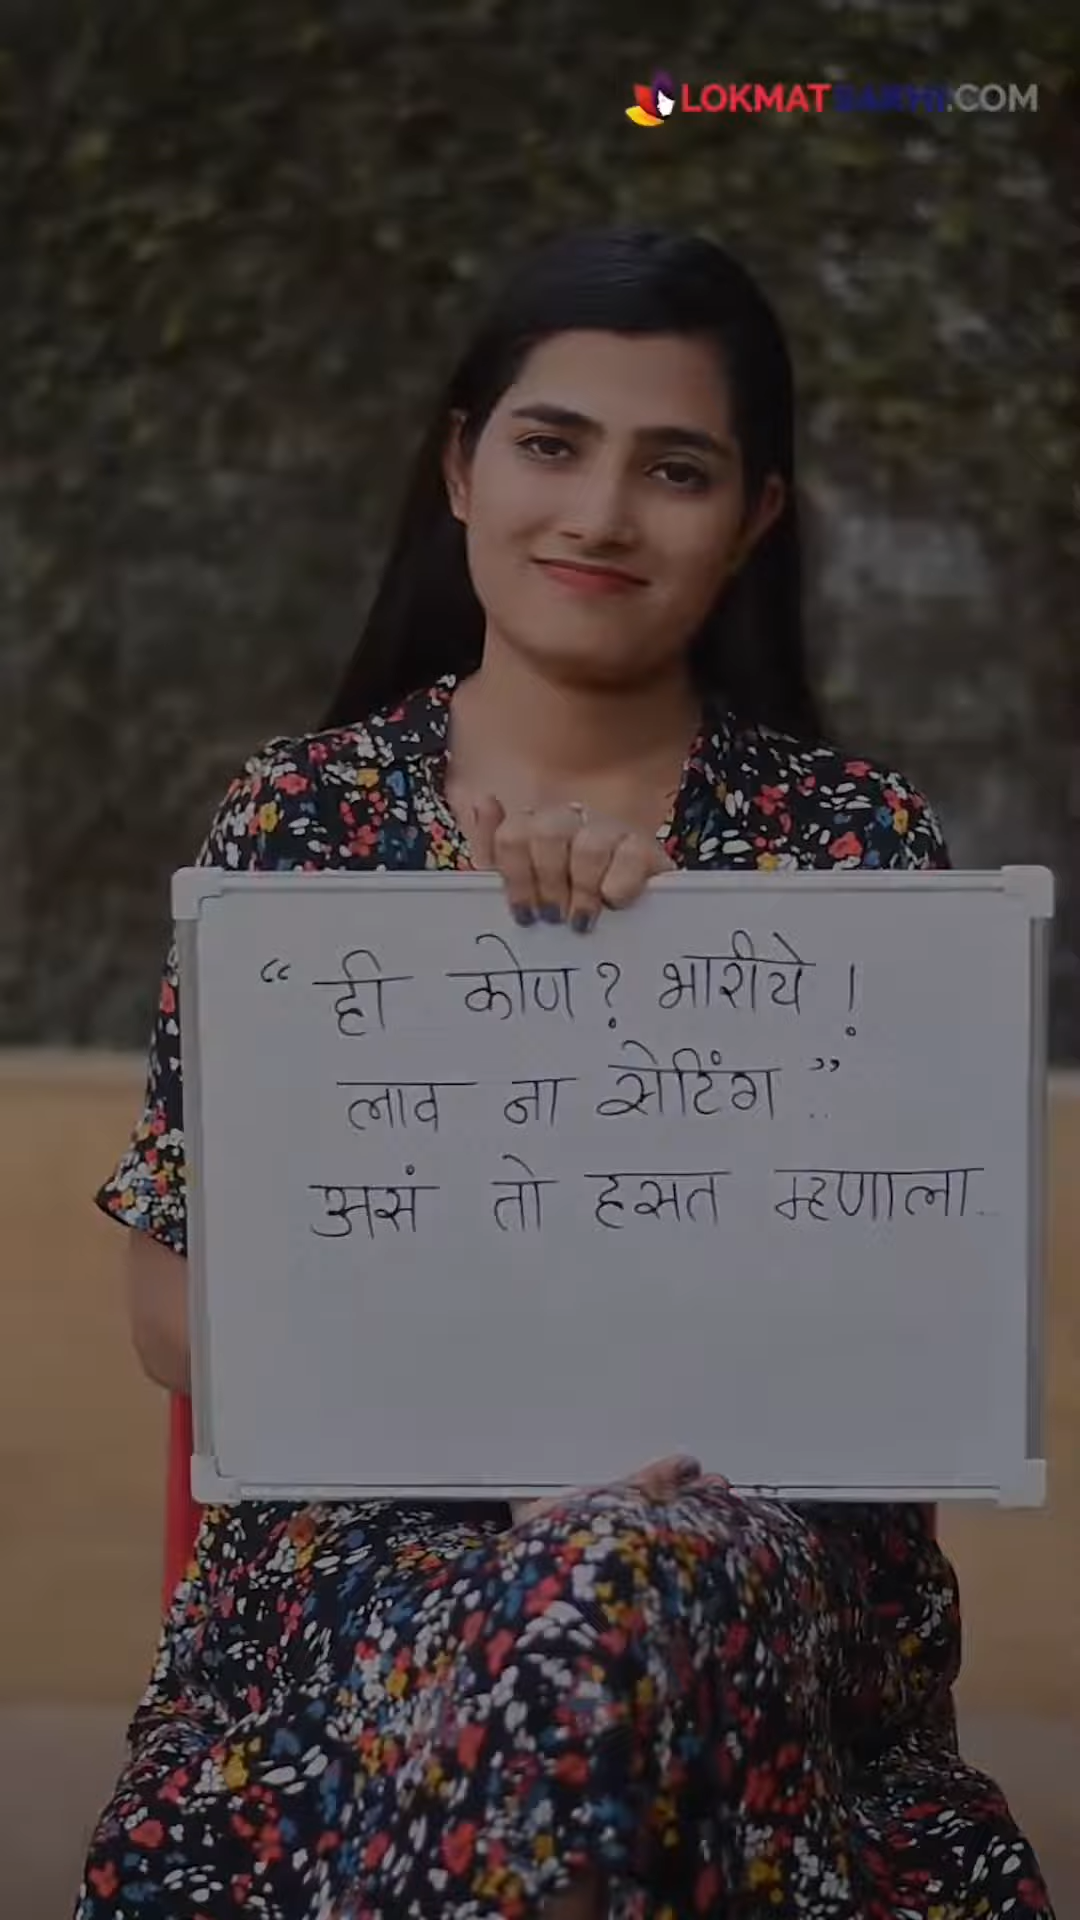 LOKMAT SAKHI.COM
“ ही कोण? भारीये !
लाव ना सेटिंग ”..
असं तो हसत म्हणाला..